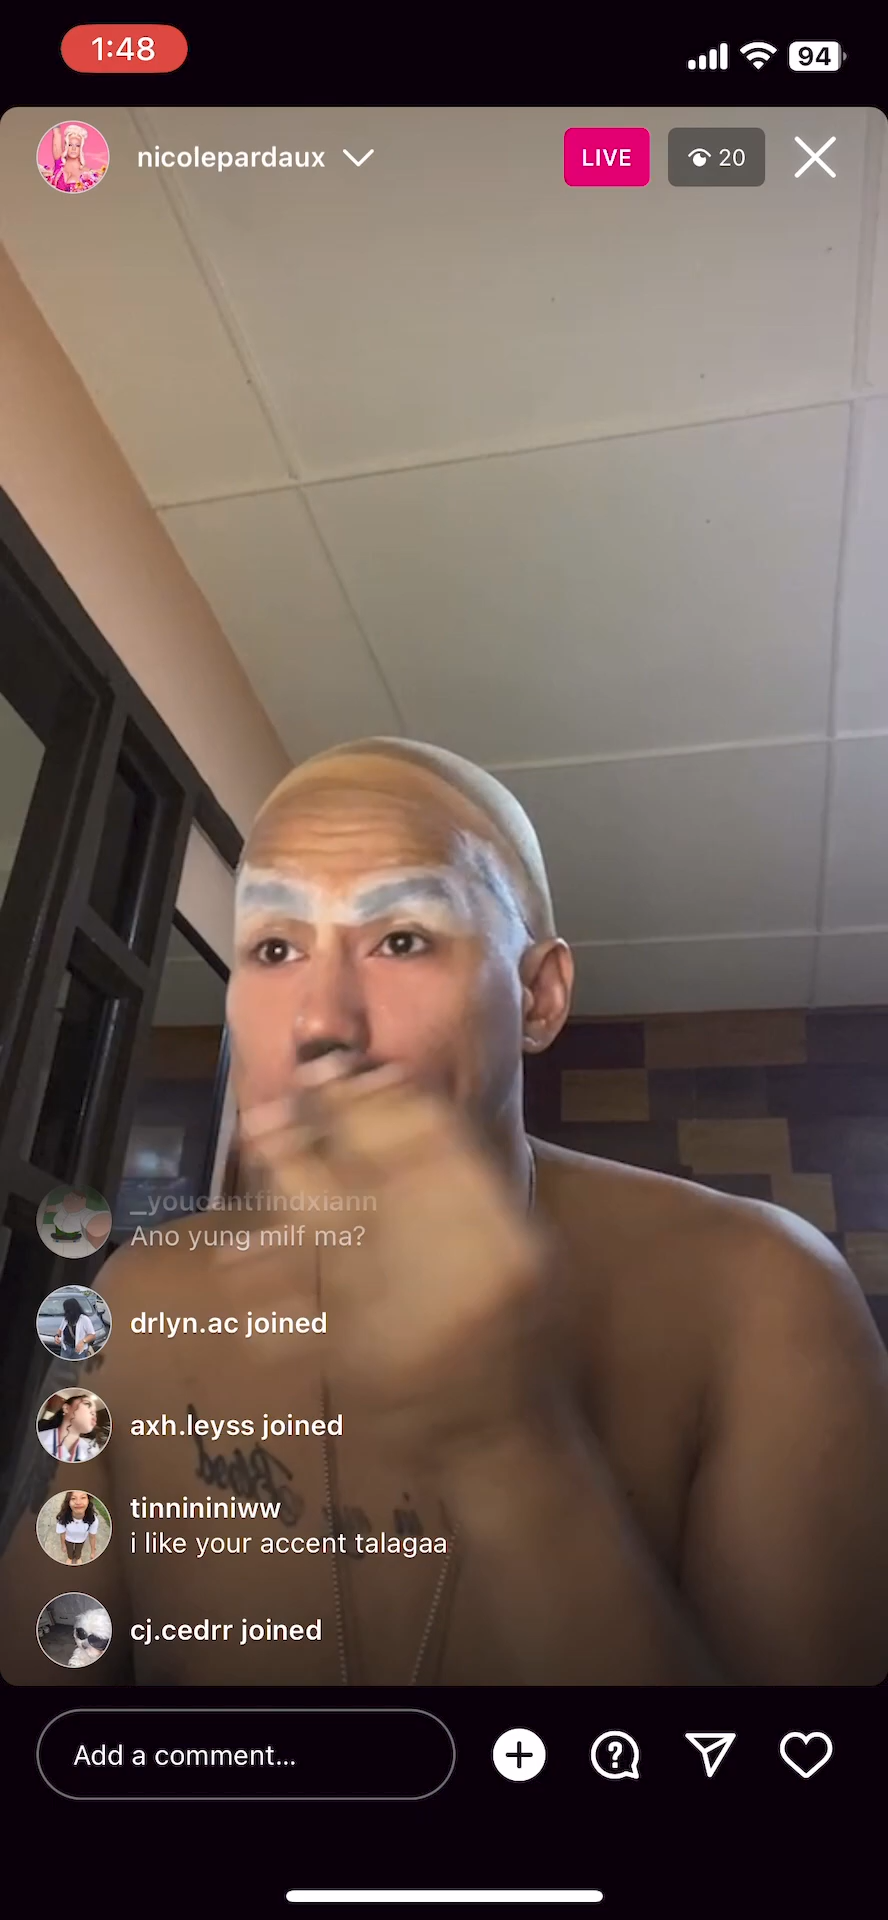 1:48
94
nicolepardaux
LIVE
20
_youcantfindxiann
Ano yung milf ma?
drlyn.ac joined
axh.leyss joined
tinnininiww
i like your accent talagaa
cj.cedrr joined
Add a comment...